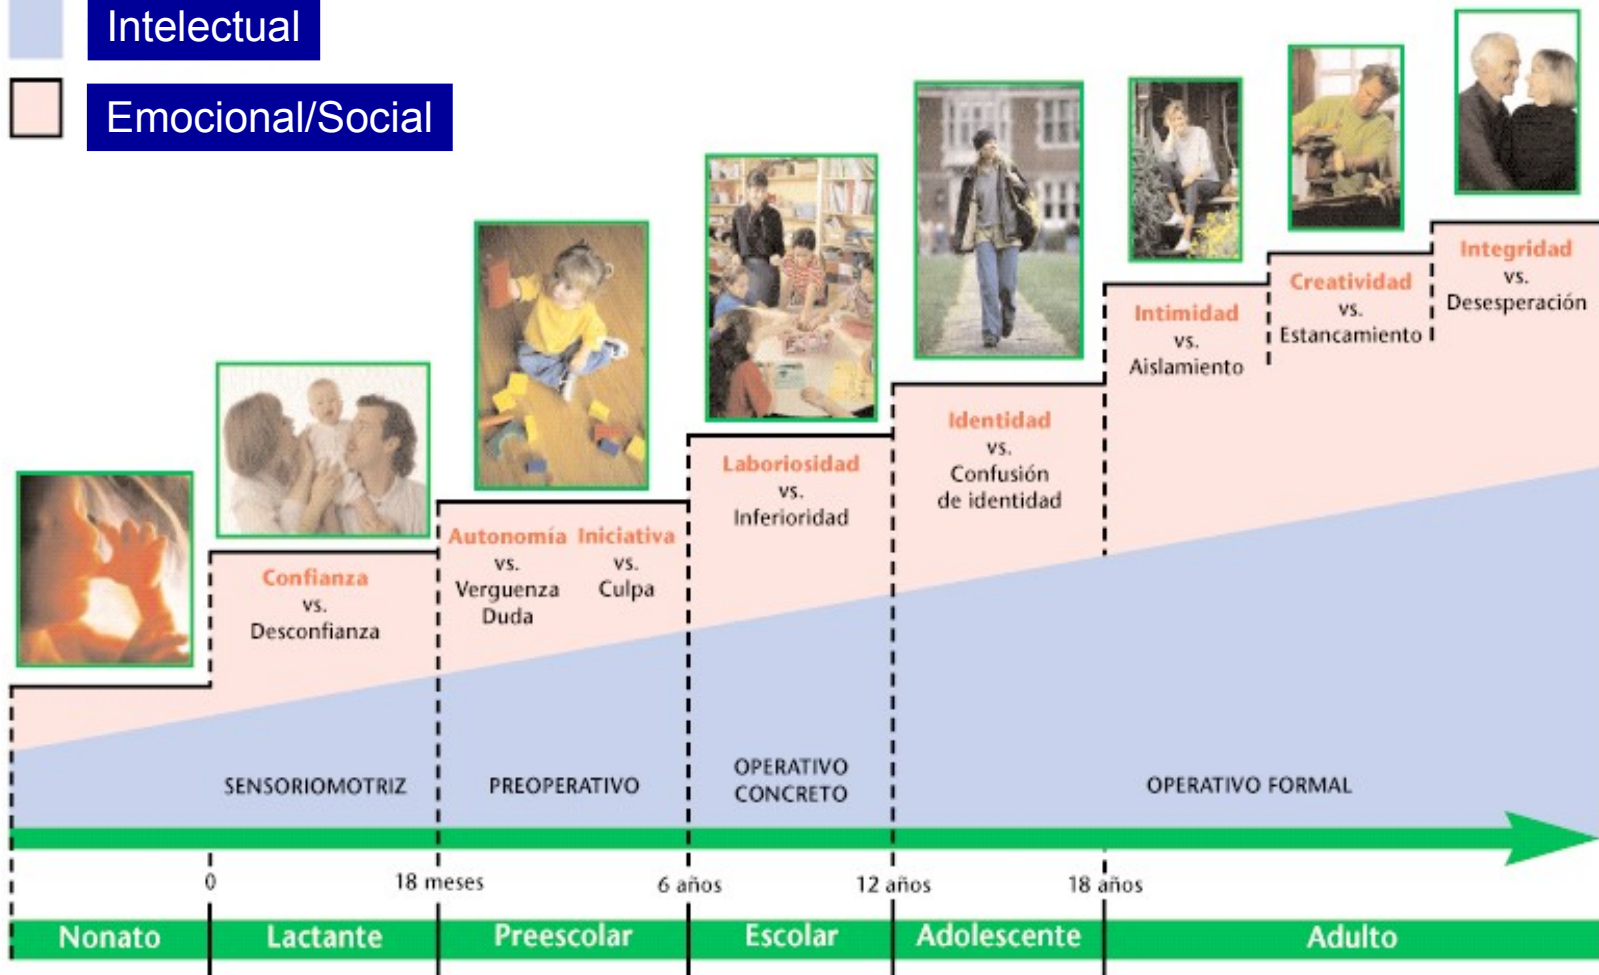 Intelectual
Emocional/Social
Confianza
vs.
Desconfianza
Autonomía
vs.
Verguenza
Duda
Iniciativa
vs.
Culpa
Laboriosidad
vs.
Inferioridad
Identidad
vs.
Confusión
de identidad
Intimidad
vs.
Aislamiento
Creatividad
vs.
Estancamiento
Integridad
vs.
Desesperación
SENSORIOMOTRIZ
PREOPERATIVO
OPERATIVO
CONCRETO
OPERATIVO FORMAL
0
18 meses
6 años
12 años
18 años
Nonato
Lactante
Preescolar
Escolar
Adolescente
Adulto